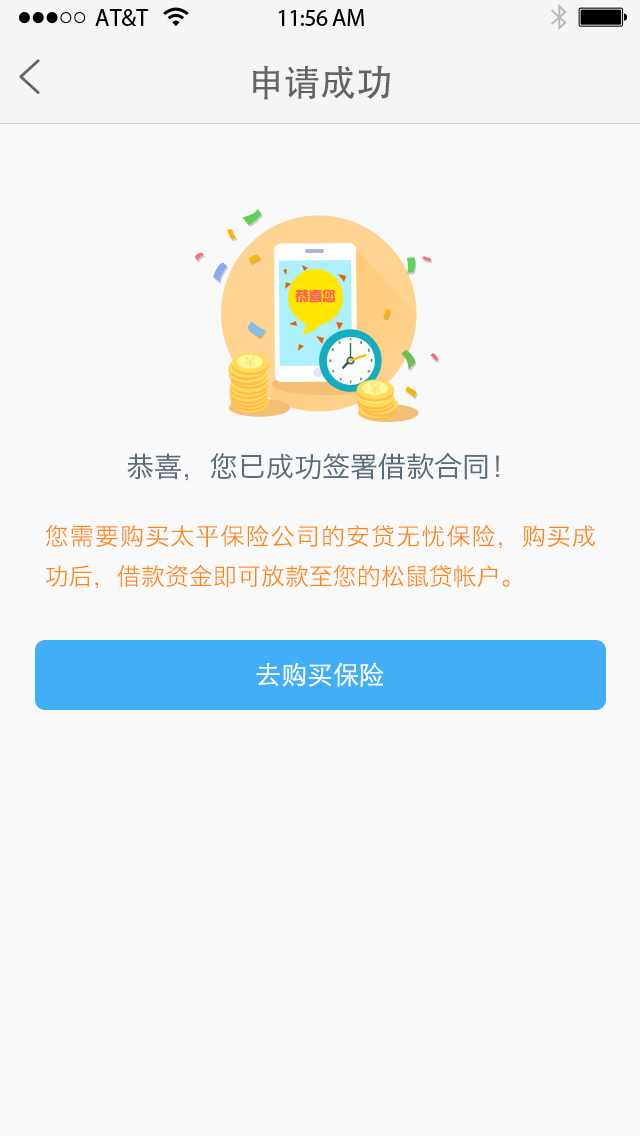 AT&T 11:56 AM
申请成功
恭喜您
恭喜，您已成功签署借款合同！
您需要购买太平保险公司的安贷无忧保险，购买成
功后，借款资金即可放款至您的松鼠贷帐户。
去购买保险